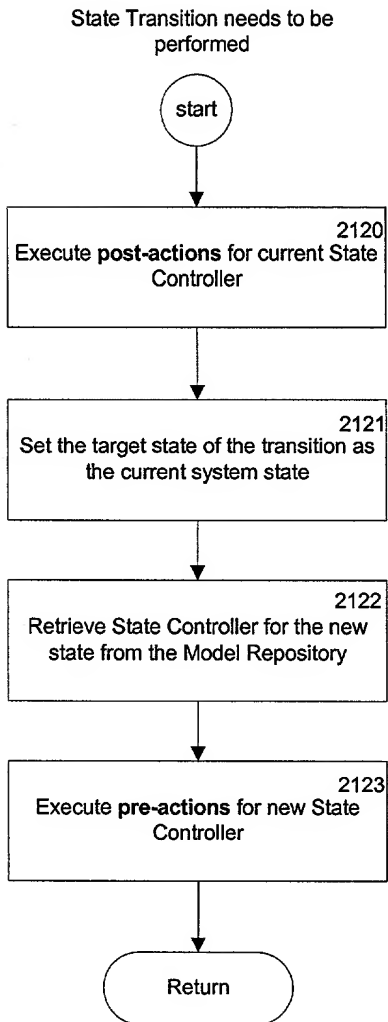 State Transition needs to be
performed
start
2120
Execute post-actions for current State
Controller
2121
Set the target state of the transition as
the current system state
2122
Retrieve State Controller for the new
state from the Model Repository
2123
Execute pre-actions for new State
Controller
Return